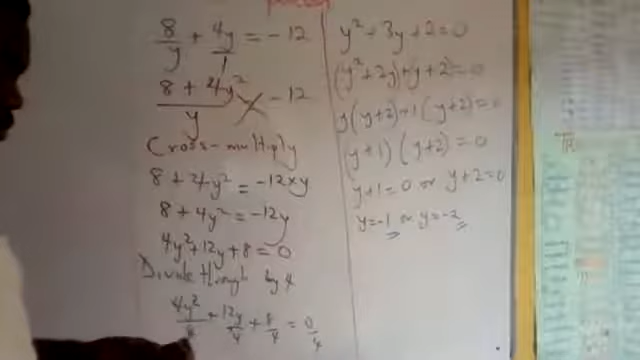 8/y + 4y/1 = -12
8 + 4y²/y = -12
Cross-multiply
8 + 4y² = -12xy
8 + 4y² = -12y
4y² + 12y + 8 = 0
Divide through by 4
4y²/4 + 12y/4 + 8/4 = 0/4
y² + 3y + 2 = 0
(y² + 2y) + y + 2) = 0
y(y+2) + 1(y+2) = 0
(y+1)(y+2) = 0
y+1 = 0 or y+2 = 0
y = -1 or y = -2